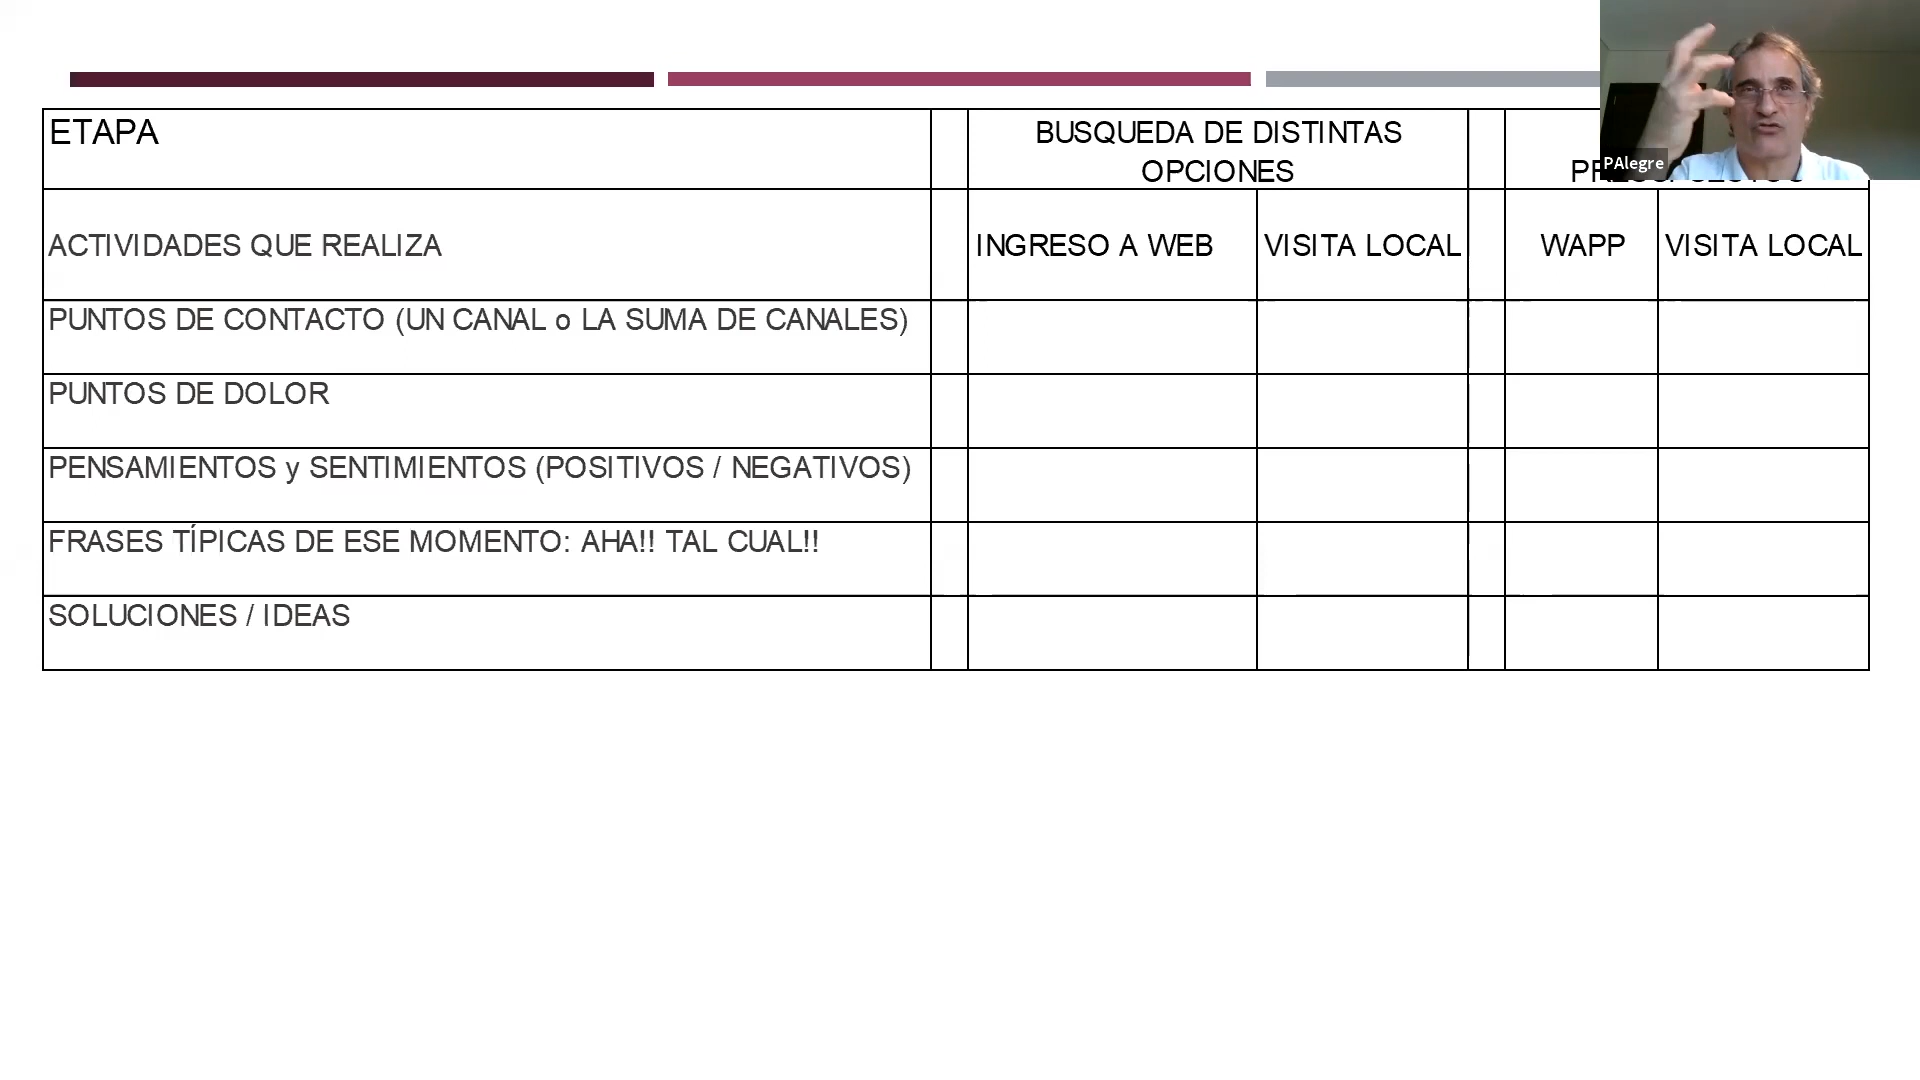 ETAPA
BUSQUEDA DE DISTINTAS
OPCIONES
PAlegre
ACTIVIDADES QUE REALIZA
INGRESO A WEB
VISITA LOCAL
WAPP
VISITA LOCAL
PUNTOS DE CONTACTO (UN CANAL o LA SUMA DE CANALES)
PUNTOS DE DOLOR
PENSAMIENTOS y SENTIMIENTOS (POSITIVOS / NEGATIVOS)
FRASES TÍPICAS DE ESE MOMENTO: AHA!! TAL CUAL!!
SOLUCIONES / IDEAS